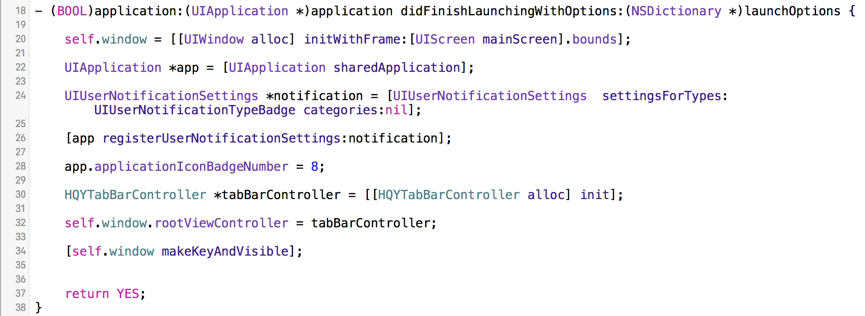 18 - (BOOL)application:(UIApplication *)application didFinishLaunchingWithOptions:(NSDictionary *)launchOptions {
19
20 self.window = [[UIWindow alloc] initWithFrame:[UIScreen mainScreen].bounds];
21
22 UIApplication *app = [UIApplication sharedApplication];
23
24 UIUserNotificationSettings *notification = [UIUserNotificationSettings settingsForTypes:
UIUserNotificationTypeBadge categories:nil];
25
26 [app registerUserNotificationSettings:notification];
27
28 app.applicationIconBadgeNumber = 8;
29
30 HQYTabBarController *tabBarController = [[HQYTabBarController alloc] init];
31
32 self.window.rootViewController = tabBarController;
33
34 [self.window makeKeyAndVisible];
35
36
37 return YES;
38 }